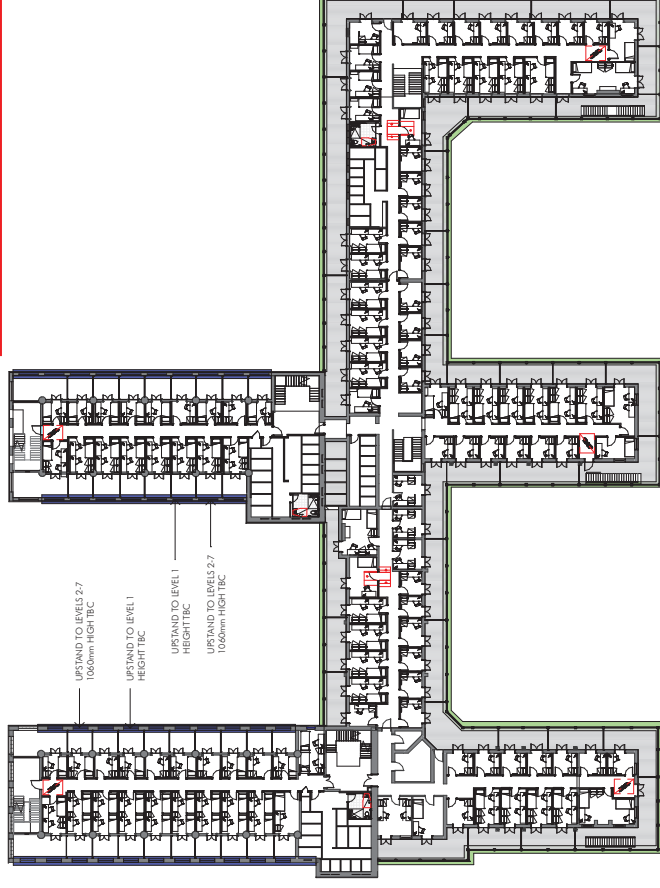 UPSTAND TO LEVELS 2-7
1060mm HIGH TBC
UPSTAND TO LEVEL 1
HEIGHT TBC
UPSTAND TO LEVEL 1
HEIGHT TBC
UPSTAND TO LEVELS 2-7
1060mm HIGH TBC